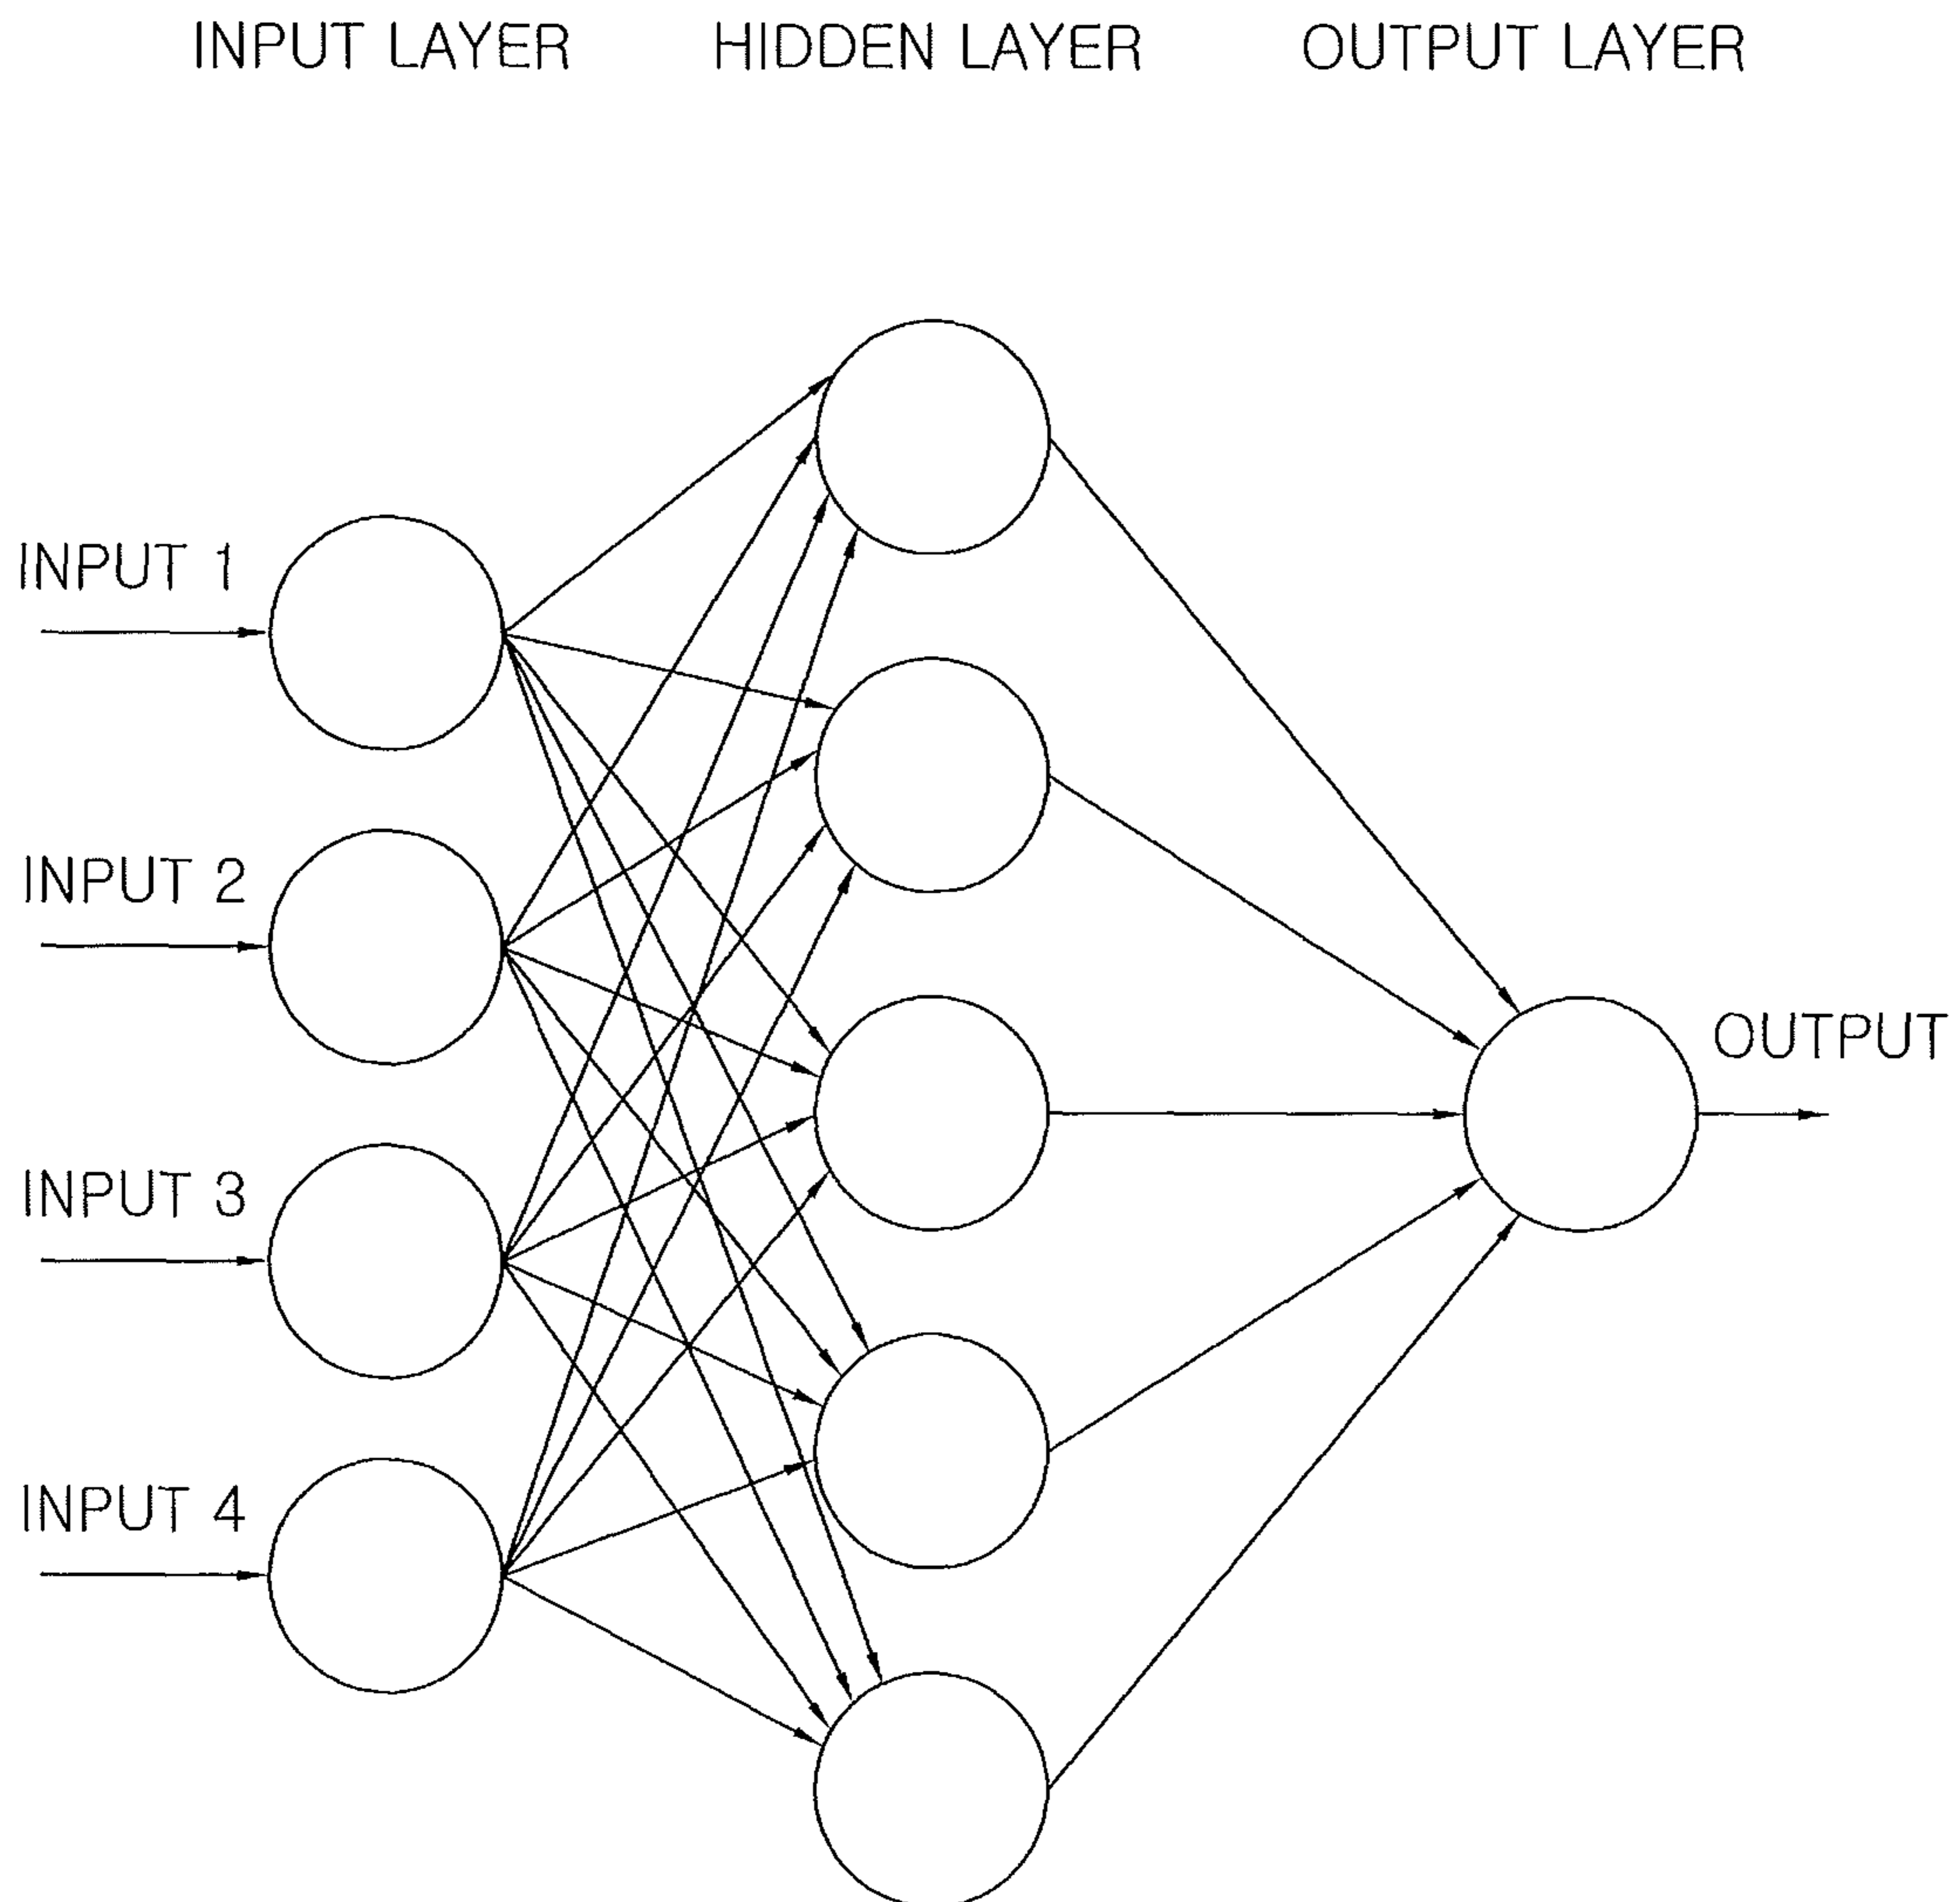 INPUT LAYER HIDDEN LAYER OUTPUT LAYER
INPUT 1
INPUT 2
OUTPUT
INPUT 3
INPUT 4